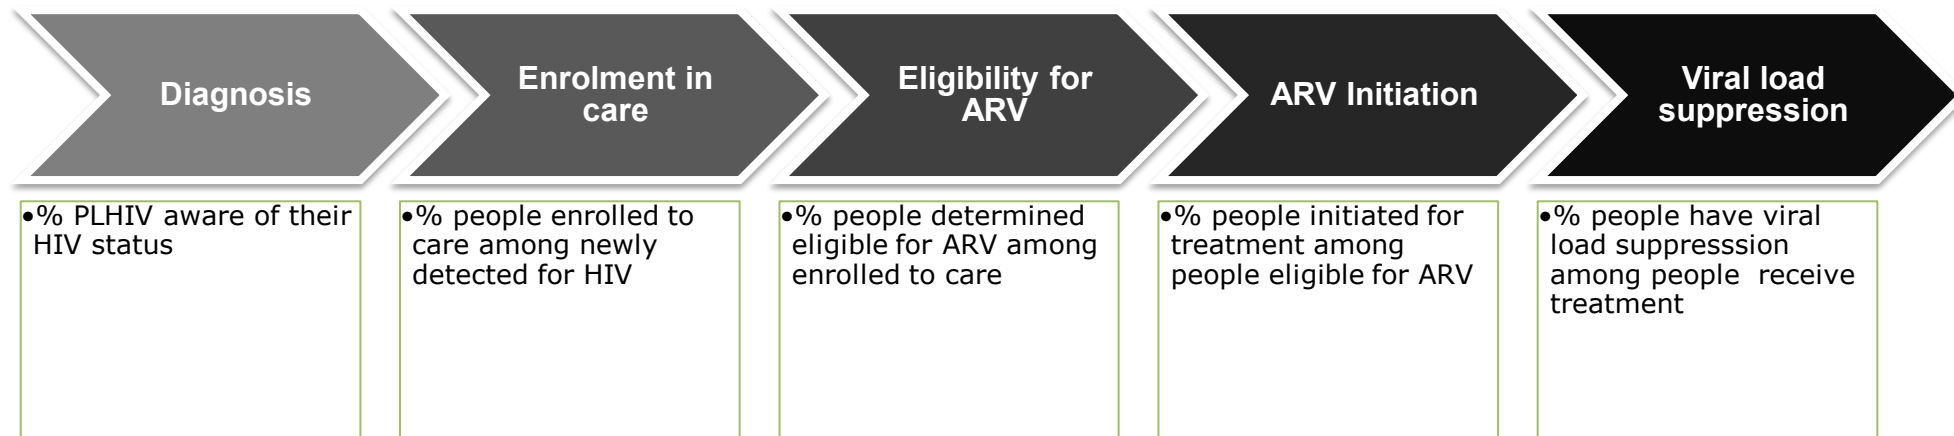 Diagnosis
Enrolment in
care
Eligibility for
ARV
ARV Initiation
Viral load
suppression
•% PLHIV aware of their
HIV status
•% people enrolled to
care among newly
detected for HIV
•% people determined
eligible for ARV among
enrolled to care
•% people initiated for
treatment among
people eligible for ARV
•% people have viral
load suppresssion
among people receive
treatment